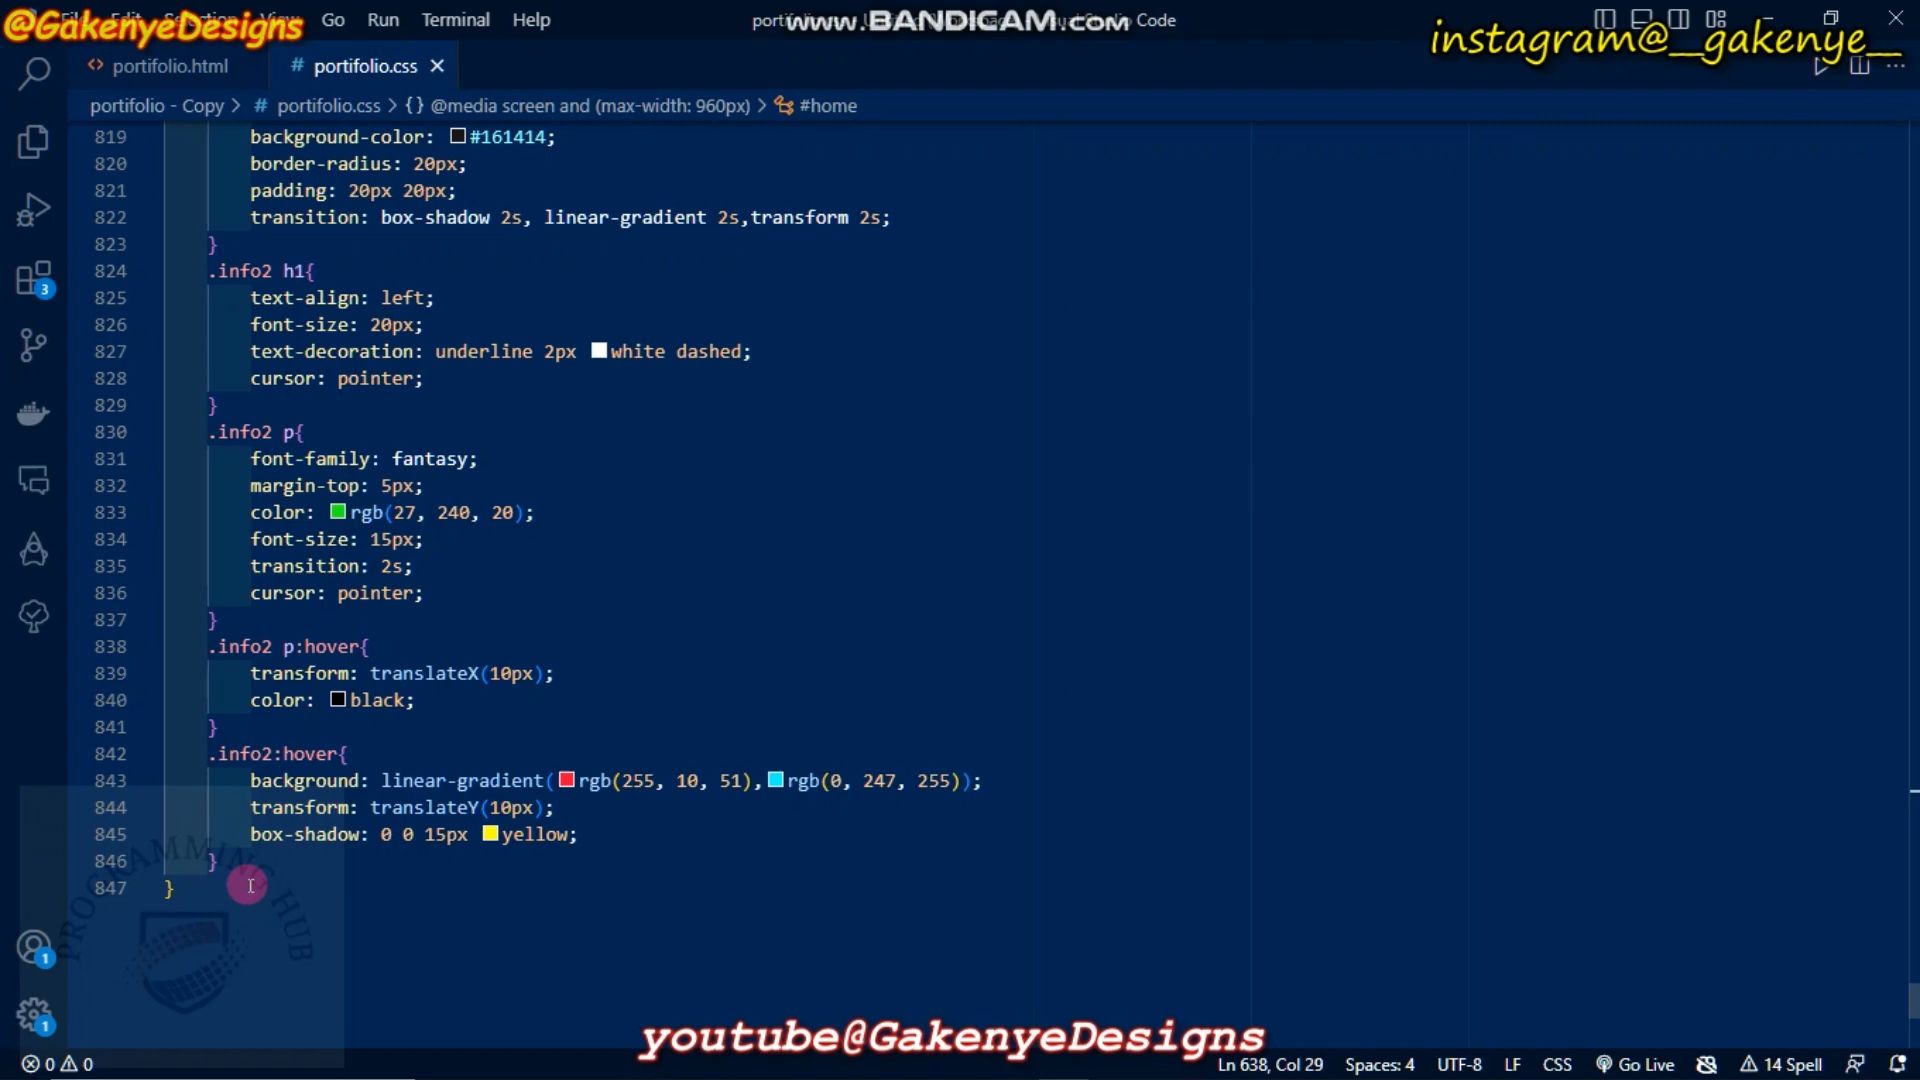 @GakenyeDesigns
Go Run Terminal Help
www.BANDICAM.com
Code
instagram@__gakenye__
portifolio.html
# portifolio.css
portifolio - Copy > # portifolio.css > {} @media screen and (max-width: 960px) > #home
819 background-color: #161414;
820 border-radius: 20px;
821 padding: 20px 20px;
822 transition: box-shadow 2s, linear-gradient 2s,transform 2s;
823 }
824 .info2 h1{
825 text-align: left;
826 font-size: 20px;
827 text-decoration: underline 2px white dashed;
828 cursor: pointer;
829 }
830 .info2 p{
831 font-family: fantasy;
832 margin-top: 5px;
833 color: rgb(27, 240, 20);
834 font-size: 15px;
835 transition: 2s;
836 cursor: pointer;
837 }
838 .info2 p:hover{
839 transform: translateX(10px);
840 color: black;
841 }
842 .info2:hover{
843 background: linear-gradient(rgb(255, 10, 51),rgb(0, 247, 255));
844 transform: translateY(10px);
845 box-shadow: 0 0 15px yellow;
846 }
847 }
3
1
1
PROGRAMMING HUB
youtube@GakenyeDesigns
0 0
Ln 638, Col 29 Spaces: 4 UTF-8 LF CSS Go Live 14 Spell